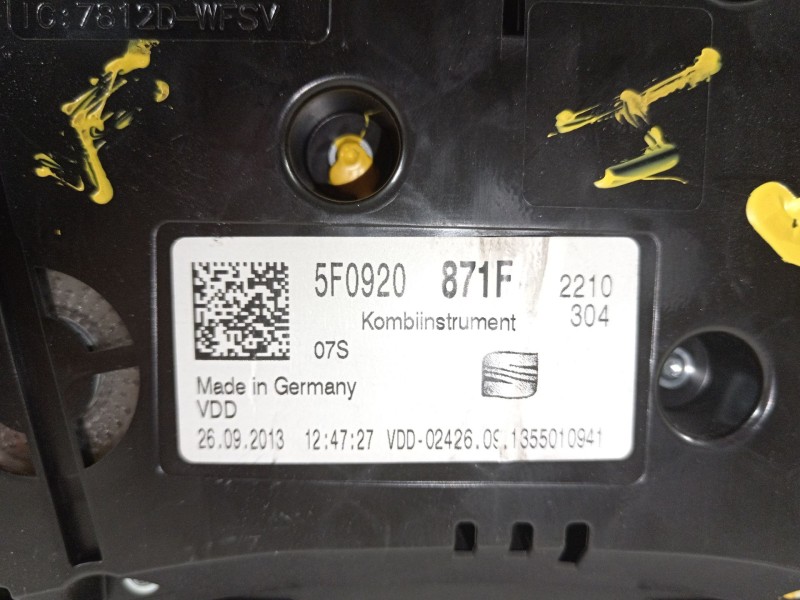 IC:7812D-WFSV
5F0920 871F 2210
Kombiinstrument 304
07S
Made in Germany
VDD
26.09.2013 12:47:27 VDD-02426.09.1355010941